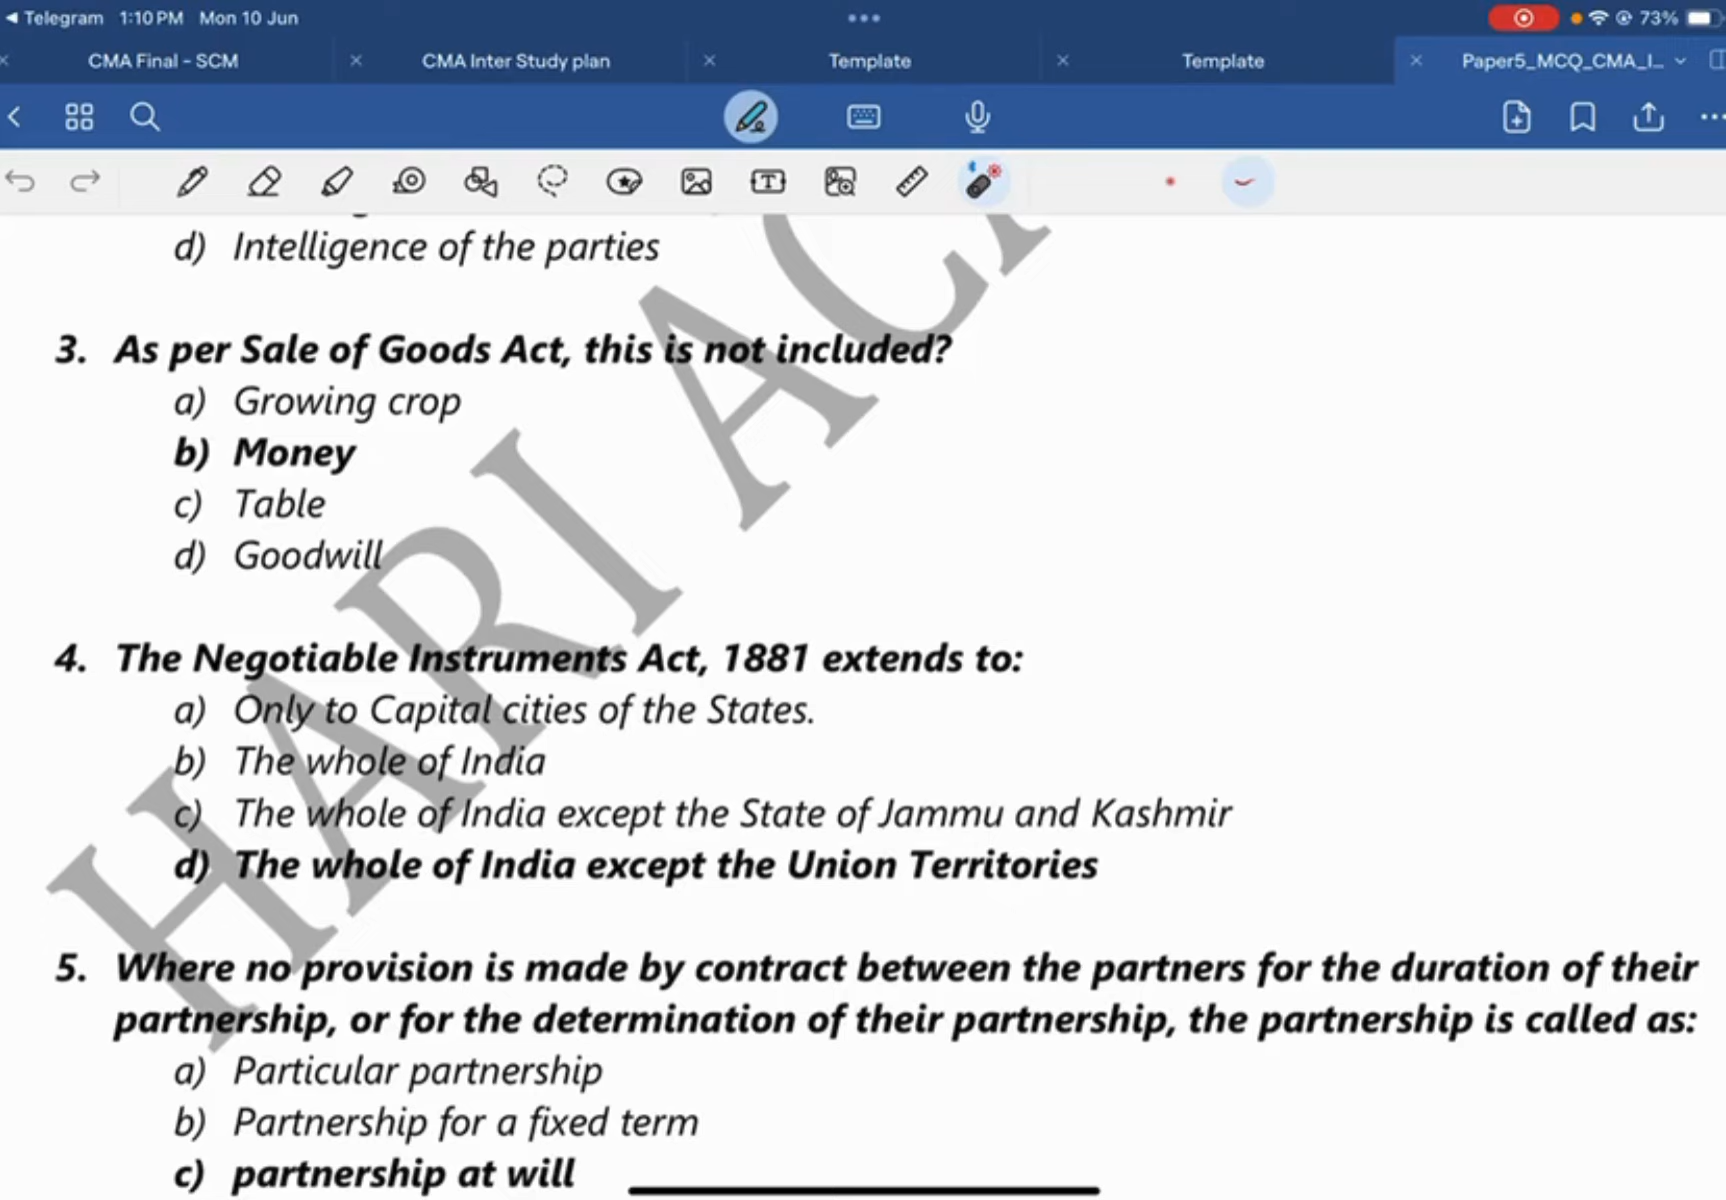 ◀ Telegram 1:10 PM Mon 10 Jun
73%
CMA Final - SCM
CMA Inter Study plan
Template
Template
Paper5_MCQ_CMA_I...
d) Intelligence of the parties
3. As per Sale of Goods Act, this is not included?
a) Growing crop
b) Money
c) Table
d) Goodwill
4. The Negotiable Instruments Act, 1881 extends to:
a) Only to Capital cities of the States.
b) The whole of India
c) The whole of India except the State of Jammu and Kashmir
d) The whole of India except the Union Territories
5. Where no provision is made by contract between the partners for the duration of their
partnership, or for the determination of their partnership, the partnership is called as:
a) Particular partnership
b) Partnership for a fixed term
c) partnership at will
HARI AC